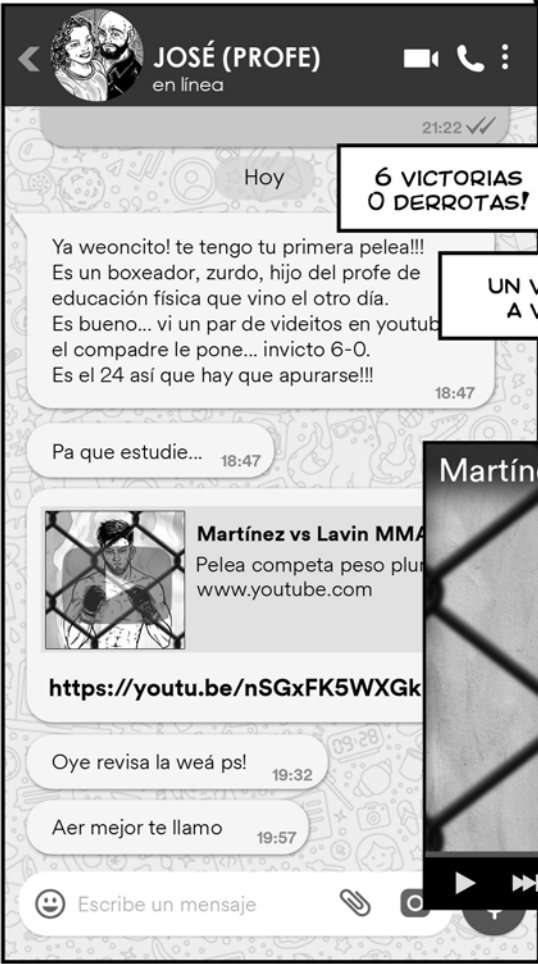 JOSÉ (PROFE)
en línea
21:22
Hoy
6 VICTORIAS
0 DERROTAS!
Ya weoncito! te tengo tu primera pelea!!!
Es un boxeador, zurdo, hijo del profe de
educación física que vino el otro día.
Es bueno... vi un par de videitos en youtub
el compadre le pone... invicto 6-0.
Es el 24 así que hay que apurarse!!!
18:47
UN
A
Pa que estudie...
18:47
Martínez vs Lavin MMA
Pelea competa peso
www.youtube.com
https://youtu.be/nSGxFK5WXGk
Martín
Oye revisa la weá ps!
19:32
Aer mejor te llamo
19:57
Escribe un mensaje